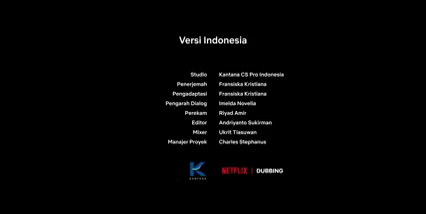 Versi Indonesia
Studio Kantana CS Pro Indonesia
Penerjemah Fransiska Kristiana
Pengadaptasi Fransiska Kristiana
Pengarah Dialog Imelda Novelia
Perekam Riyad Amir
Editor Andriyanto Sukirman
Mixer Ukrit Tiasuwan
Manajer Proyek Charles Stephanus
KANTANA
NETFLIX | DUBBING